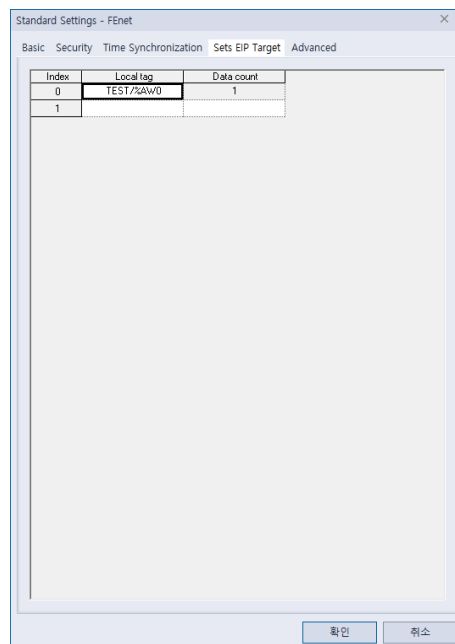 Standard Settings - FEnet
Basic Security Time Synchronization Sets EIP Target Advanced
Index Local tag Data count
0 TEST/%AW0 1
1
확인 취소